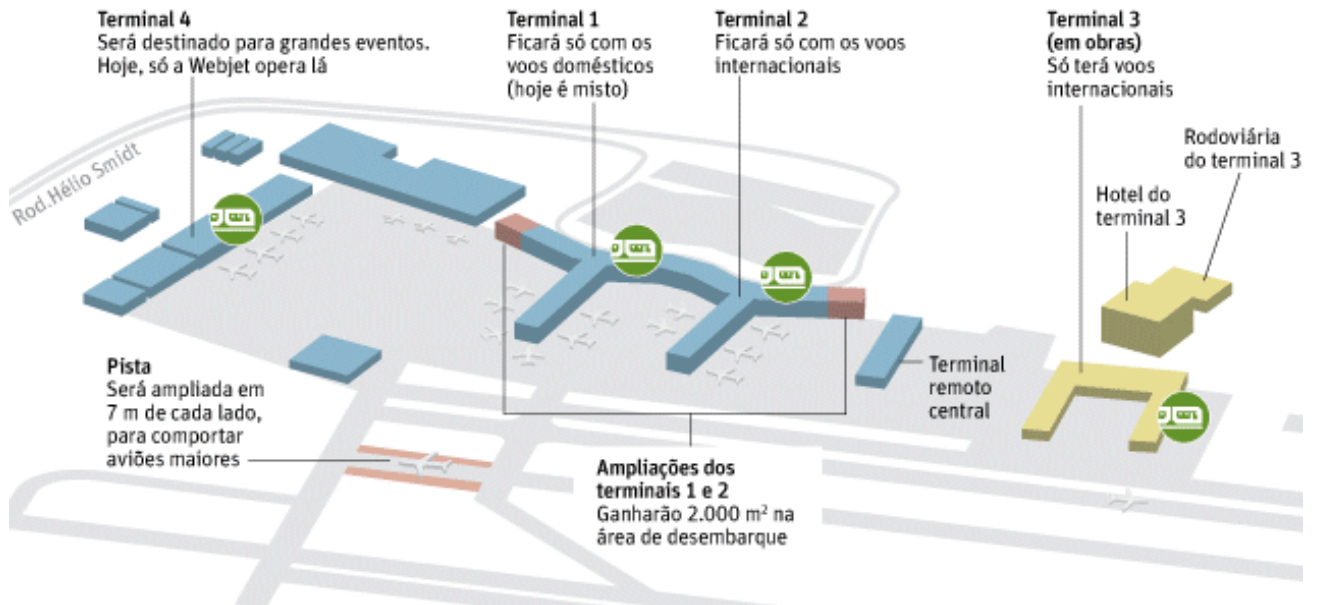 Terminal 4
Será destinado para grandes eventos.
Hoje, só a Webjet opera lá
Terminal 1
Ficará só com os
voos domésticos
(hoje é misto)
Terminal 2
Ficará só com os voos
internacionais
Terminal 3
(em obras)
Só terá voos
internacionais
Rodoviária
do terminal 3
Hotel do
terminal 3
Rod.Hélio Smidt
Pista
Será ampliada em
7 m de cada lado,
para comportar
aviões maiores
Terminal
remoto
central
Ampliações dos
terminais 1 e 2
Ganharão 2.000 m² na
área de desembarque